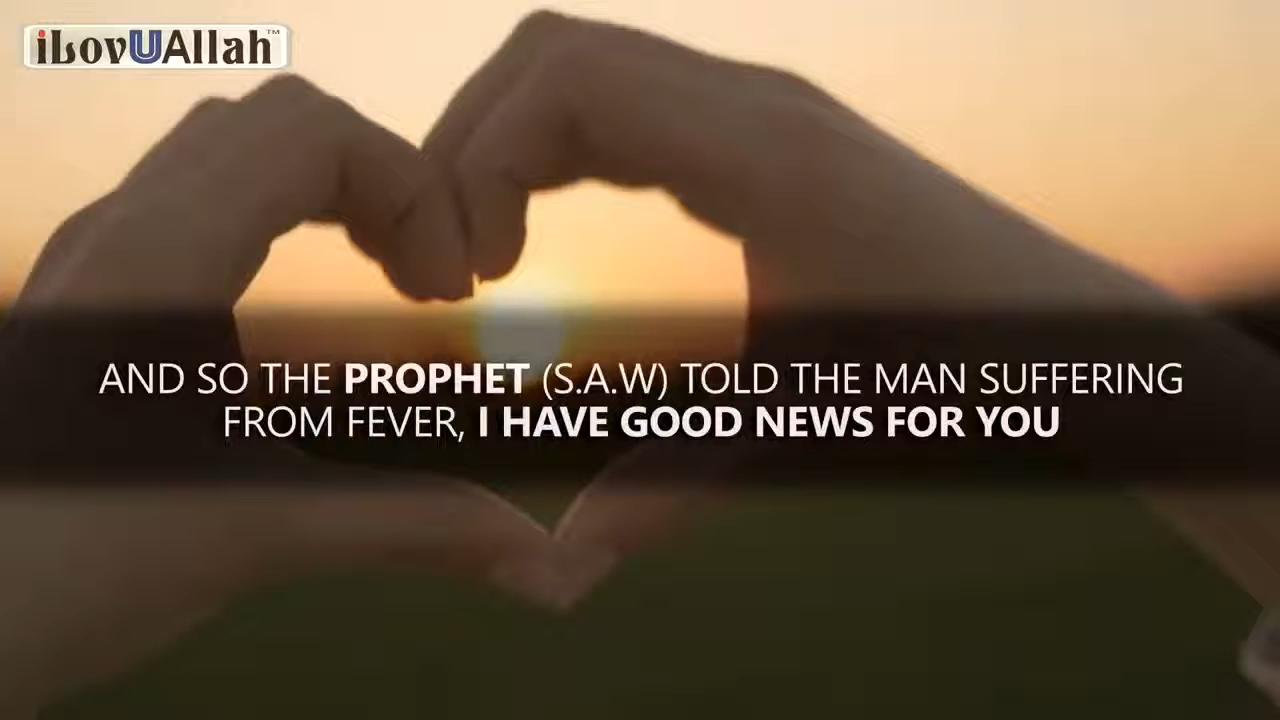 iLovUAllah™
AND SO THE PROPHET (S.A.W) TOLD THE MAN SUFFERING
FROM FEVER, I HAVE GOOD NEWS FOR YOU